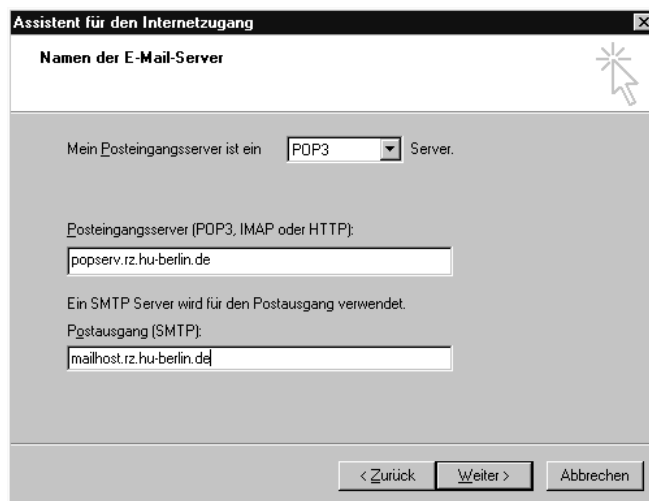 Assistent für den Internetzugang
Namen der E-Mail-Server
Mein Posteingangsserver ist ein POP3 Server.
Posteingangsserver (POP3, IMAP oder HTTP):
popserv.rz.hu-berlin.de
Ein SMTP Server wird für den Postausgang verwendet.
Postausgang (SMTP):
mailhost.rz.hu-berlin.de
< Zurück Weiter > Abbrechen